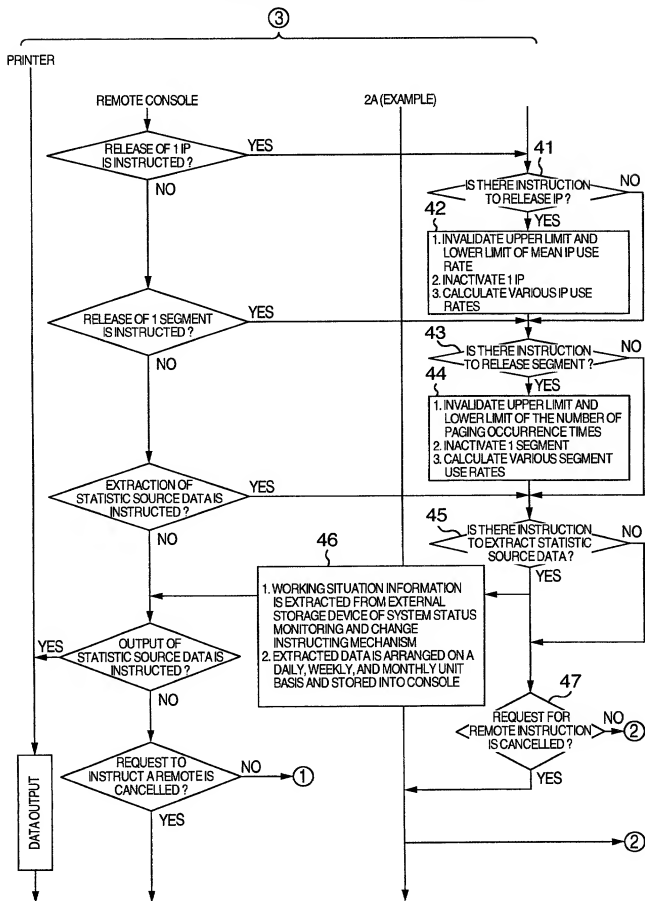 ③
PRINTER
REMOTE CONSOLE
2A (EXAMPLE)
RELEASE OF 1 IP
IS INSTRUCTED ?
YES
NO
41
IS THERE INSTRUCTION
TO RELEASE IP ?
NO
YES
42
1. INVALIDATE UPPER LIMIT AND
LOWER LIMIT OF MEAN IP USE
RATE
2. INACTIVATE 1 IP
3. CALCULATE VARIOUS IP USE
RATES
RELEASE OF 1 SEGMENT
IS INSTRUCTED ?
YES
NO
43
IS THERE INSTRUCTION
TO RELEASE SEGMENT ?
NO
YES
44
1. INVALIDATE UPPER LIMIT AND
LOWER LIMIT OF THE NUMBER OF
PAGING OCCURRENCE TIMES
2. INACTIVATE 1 SEGMENT
3. CALCULATE VARIOUS SEGMENT
USE RATES
EXTRACTION OF
STATISTIC SOURCE DATA IS
INSTRUCTED ?
YES
NO
45
IS THERE INSTRUCTION
TO EXTRACT STATISTIC
SOURCE DATA ?
NO
YES
46
1. WORKING SITUATION INFORMATION
IS EXTRACTED FROM EXTERNAL
STORAGE DEVICE OF SYSTEM STATUS
MONITORING AND CHANGE
INSTRUCTING MECHANISM
2. EXTRACTED DATA IS ARRANGED ON A
DAILY, WEEKLY, AND MONTHLY UNIT
BASIS AND STORED INTO CONSOLE
YES
OUTPUT OF
STATISTIC SOURCE DATA IS
INSTRUCTED ?
NO
47
REQUEST FOR
REMOTE INSTRUCTION
IS CANCELLED ?
NO
②
YES
REQUEST TO
INSTRUCT A REMOTE IS
CANCELLED ?
NO
①
YES
DATA OUTPUT
②